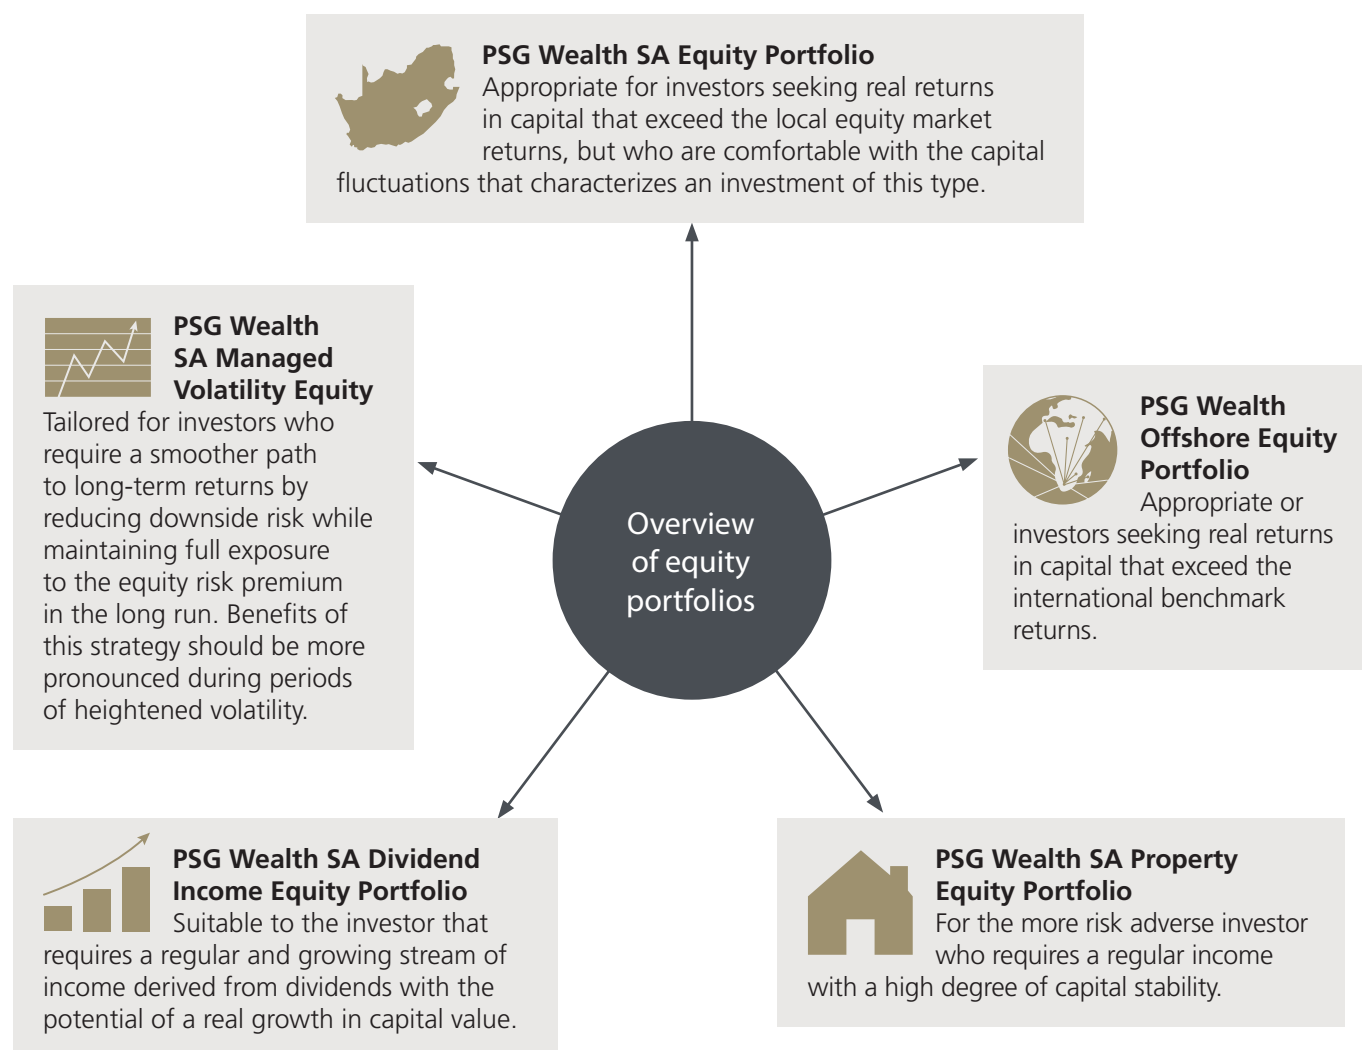 PSG Wealth SA Equity Portfolio
Appropriate for investors seeking real returns
in capital that exceed the local equity market
returns, but who are comfortable with the capital
fluctuations that characterizes an investment of this type.
PSG Wealth
SA Managed
Volatility Equity
Tailored for investors who
require a smoother path
to long-term returns by
reducing downside risk while
maintaining full exposure
to the equity risk premium
in the long run. Benefits of
this strategy should be more
pronounced during periods
of heightened volatility.
Overview
of equity
portfolios
PSG Wealth
Offshore Equity
Portfolio
Appropriate or
investors seeking real returns
in capital that exceed the
international benchmark
returns.
PSG Wealth SA Dividend
Income Equity Portfolio
Suitable to the investor that
requires a regular and growing stream of
income derived from dividends with the
potential of a real growth in capital value.
PSG Wealth SA Property
Equity Portfolio
For the more risk adverse investor
who requires a regular income
with a high degree of capital stability.